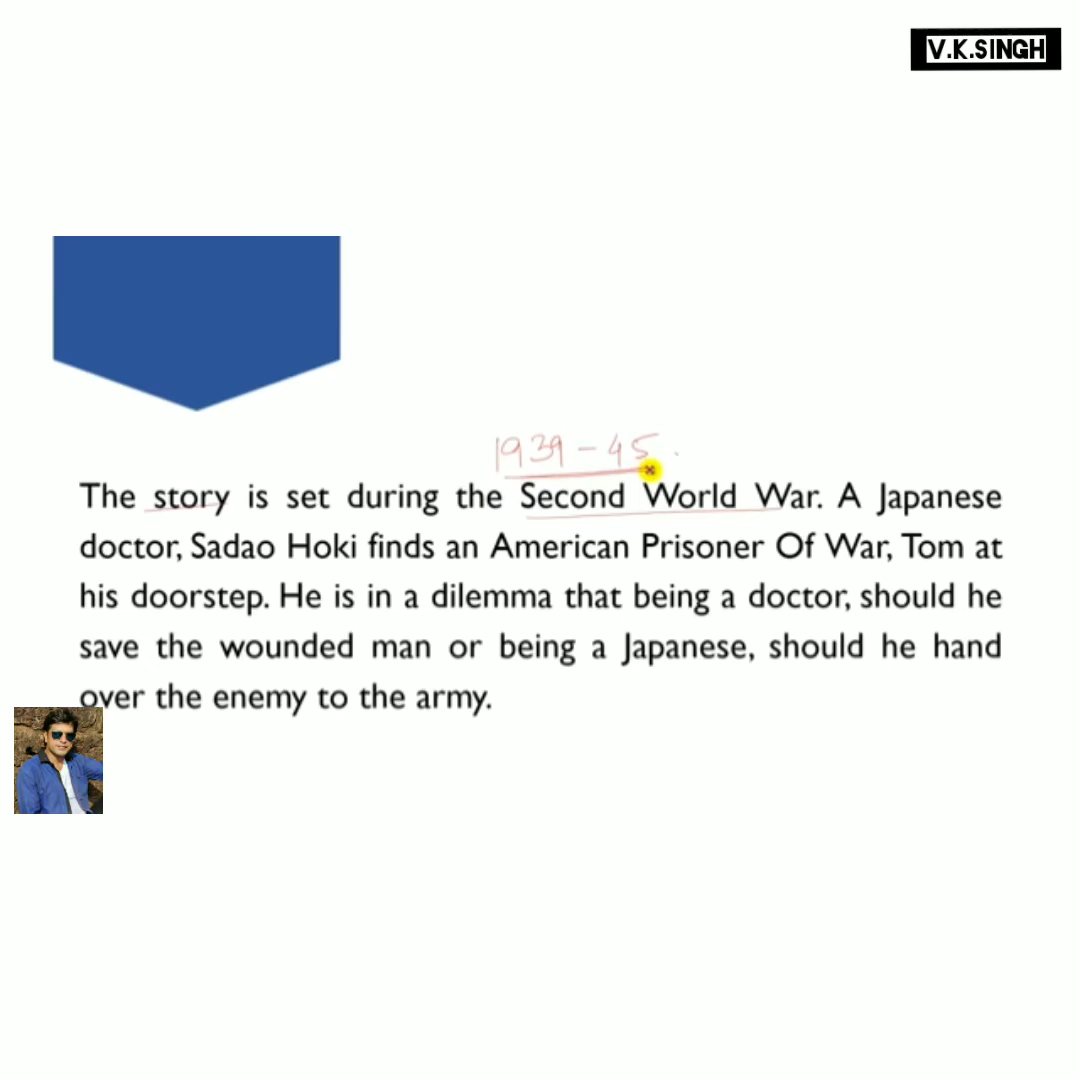 V.K.SINGH
1939-45.
The story is set during the Second World War. A Japanese
doctor, Sadao Hoki finds an American Prisoner Of War, Tom at
his doorstep. He is in a dilemma that being a doctor, should he
save the wounded man or being a Japanese, should he hand
over the enemy to the army.